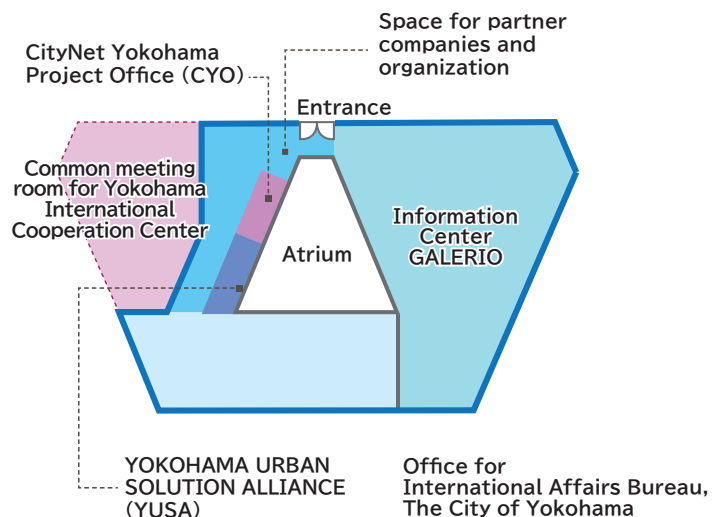 Space for partner
companies and
organization
CityNet Yokohama
Project Office (CYO)
Entrance
Common meeting
room for Yokohama
International
Cooperation Center
Information
Center
GALERIO
Atrium
YOKOHAMA URBAN
SOLUTION ALLIANCE
(YUSA)
Office for
International Affairs Bureau,
The City of Yokohama